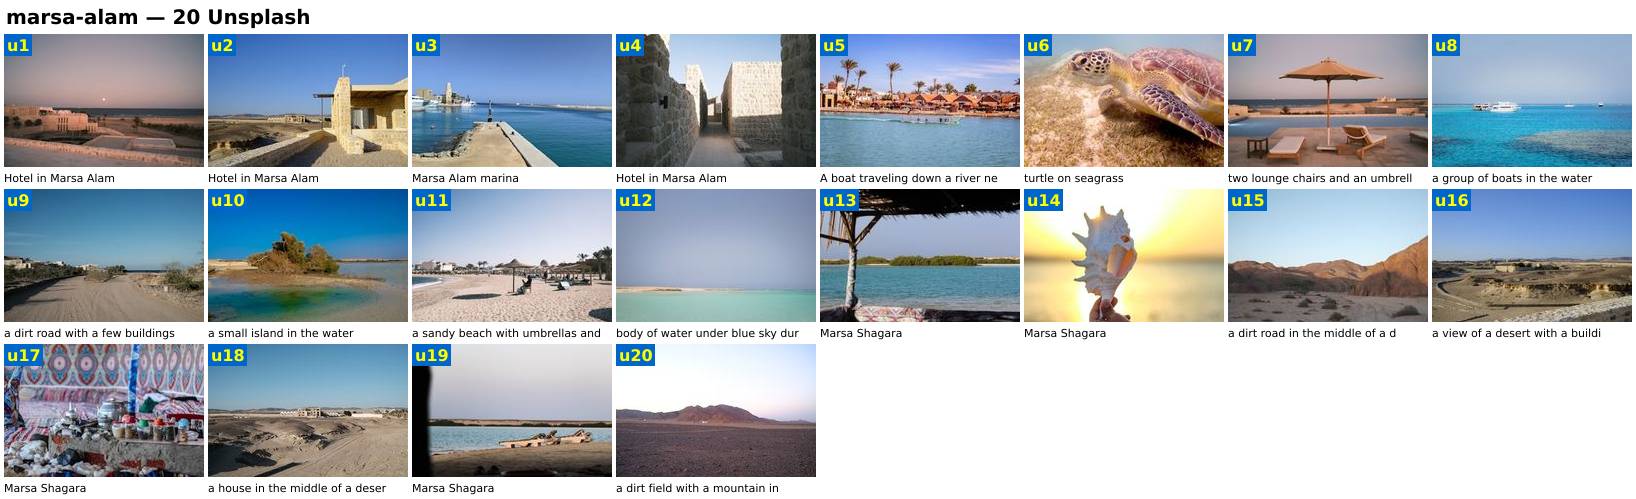 marsa-alam — 20 Unsplash
u1 u2 u3 u4 u5 u6 u7 u8
Hotel in Marsa Alam Hotel in Marsa Alam Marsa Alam marina Hotel in Marsa Alam A boat traveling down a river ne turtle on seagrass two lounge chairs and an umbrell a group of boats in the water
u9 u10 u11 u12 u13 u14 u15 u16
a dirt road with a few buildings a small island in the water a sandy beach with umbrellas and body of water under blue sky dur Marsa Shagara Marsa Shagara a dirt road in the middle of a d a view of a desert with a buildi
u17 u18 u19 u20
Marsa Shagara a house in the middle of a deser Marsa Shagara a dirt field with a mountain in